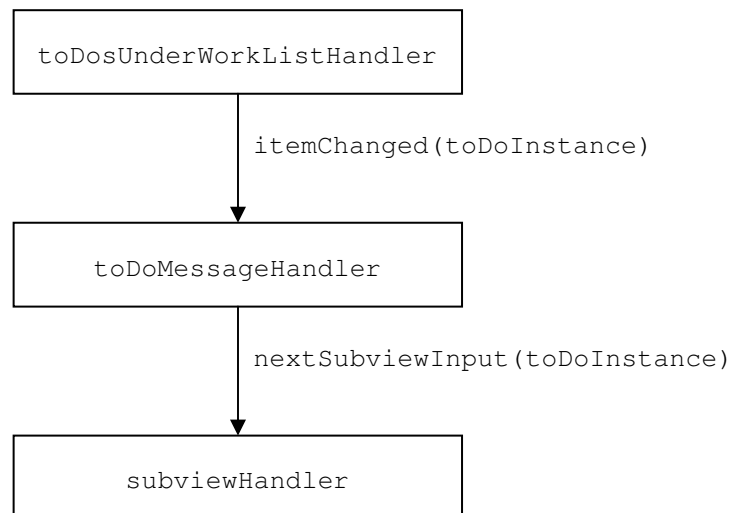 toDosUnderWorkListHandler
itemChanged(toDoInstance)
toDoMessageHandler
nextSubviewInput(toDoInstance)
subviewHandler